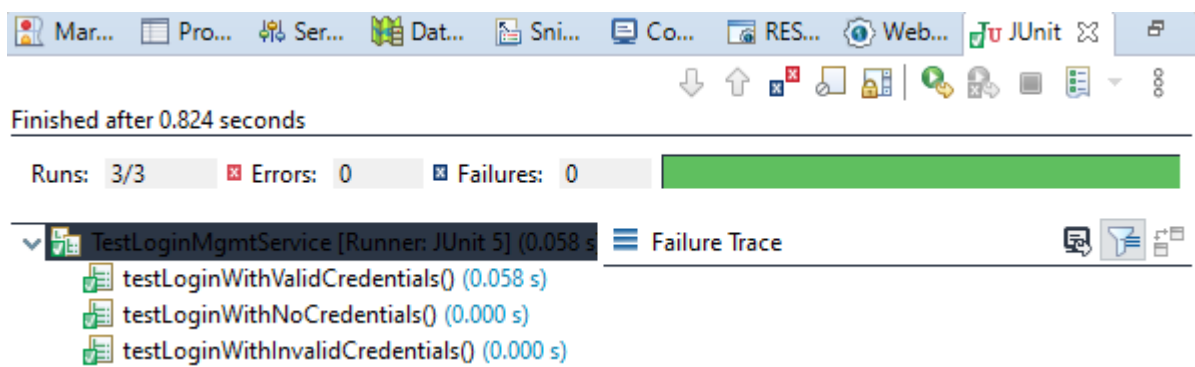 Mar... Pro... Ser... Dat... Sni... Co... RES... Web... JU JUnit
Finished after 0.824 seconds
Runs: 3/3 Errors: 0 Failures: 0
TestLoginMgmtService [Runner: JUnit 5] (0.058 s
Failure Trace
testLoginWithValidCredentials() (0.058 s)
testLoginWithNoCredentials() (0.000 s)
testLoginWithInvalidCredentials() (0.000 s)